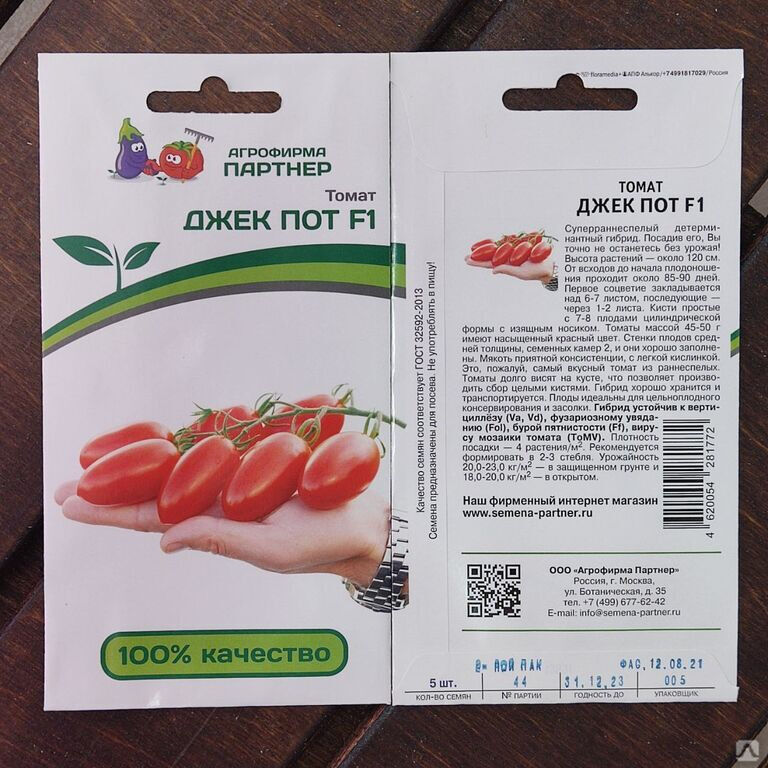 АГРОФИРМА
ПАРТНЕР
Томат
ДЖЕК ПОТ F1
100% качество
Качество семян соответствует ГОСТ 32592-2013
Семена предназначены для посева. Не употреблять в пищу!
floramedia • АПФ Алькор/+74991817029/Россия
ТОМАТ
ДЖЕК ПОТ F1
Суперраннеспелый детерми-
нантный гибрид. Посадив его, Вы
точно не останетесь без урожая!
Высота растений — около 120 см.
От всходов до начала плодоноше-
ния проходит около 85-90 дней.
Первое соцветие закладывается
над 6-7 листом, последующие —
через 1-2 листа. Кисти простые
с 7-8 плодами цилиндрической
формы с изящным носиком. Томаты массой 45-50 г
имеют насыщенный красный цвет. Стенки плодов сред-
ней толщины, семенных камер 2, и они хорошо заполне-
ны. Мякоть приятной консистенции, с легкой кислинкой.
Это, пожалуй, самый вкусный томат из раннеспелых.
Томаты долго висят на кусте, что позволяет произво-
дить сбор целыми кистями. Гибрид хорошо хранится и
транспортируется. Плоды идеальны для цельноплодного
консервирования и засолки. Гибрид устойчив к верти-
циллёзу (Va, Vd), фузариозному увяда-
нию (Fol), бурой пятнистости (Ff), виру-
су мозаики томата (ToMV). Плотность
посадки — 4 растения/м². Рекомендуется
формировать в 2-3 стебля. Урожайность:
20,0-23,0 кг/м² — в защищенном грунте и
18,0-20,0 кг/м² — в открытом.
4 620054 281772
Наш фирменный интернет магазин
www.semena-partner.ru
ООО «Агрофирма Партнер»
Россия, г. Москва,
ул. Ботаническая, д. 35
тел. +7 (499) 677-62-42
E-mail: info@semena-partner.ru
2-НОЙ ПАК ФАС, 12.08.21
5 шт. 44 31.12.23 005
КОЛ-ВО СЕМЯН № ПАРТИИ ГОДНОСТЬ ДО УПАКОВЩИК